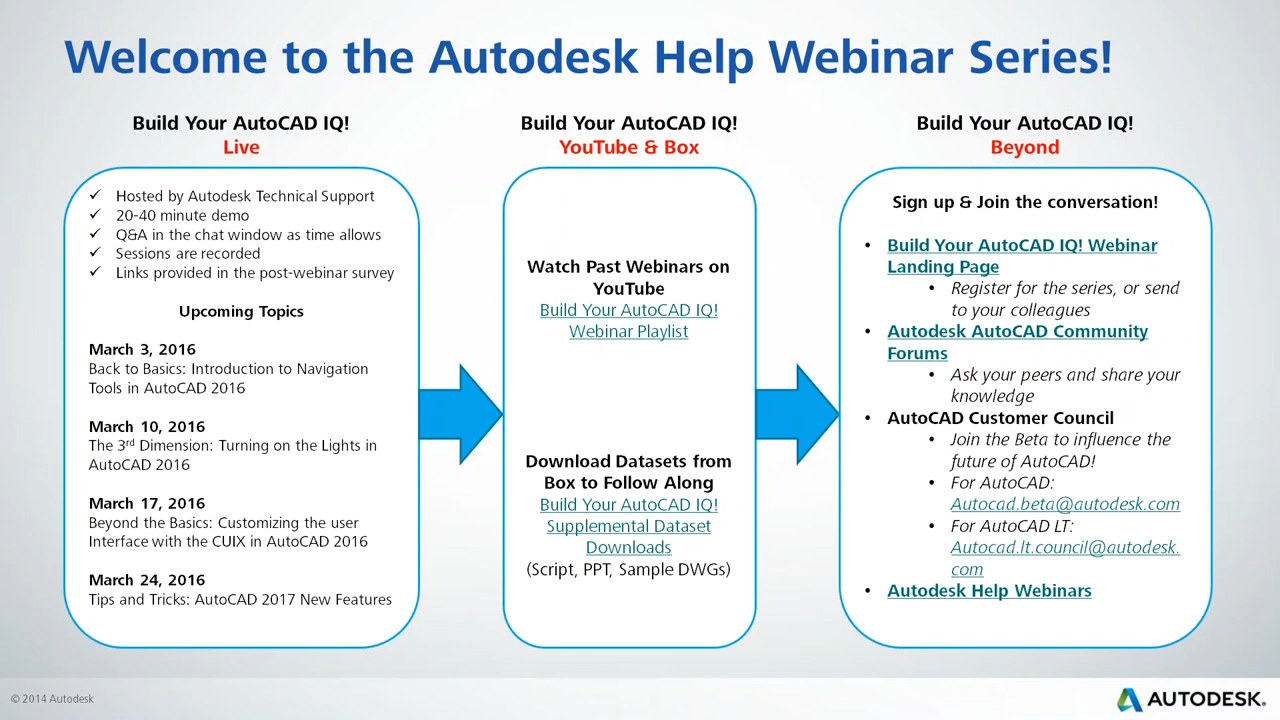 Welcome to the Autodesk Help Webinar Series!
Build Your AutoCAD IQ!
Live
✓ Hosted by Autodesk Technical Support
✓ 20-40 minute demo
✓ Q&A in the chat window as time allows
✓ Sessions are recorded
✓ Links provided in the post-webinar survey
Upcoming Topics
March 3, 2016
Back to Basics: Introduction to Navigation
Tools in AutoCAD 2016
March 10, 2016
The 3rd Dimension: Turning on the Lights in
AutoCAD 2016
March 17, 2016
Beyond the Basics: Customizing the user
Interface with the CUIX in AutoCAD 2016
March 24, 2016
Tips and Tricks: AutoCAD 2017 New Features
Build Your AutoCAD IQ!
YouTube & Box
Watch Past Webinars on
YouTube
Build Your AutoCAD IQ!
Webinar Playlist
Download Datasets from
Box to Follow Along
Build Your AutoCAD IQ!
Supplemental Dataset
Downloads
(Script, PPT, Sample DWGs)
Build Your AutoCAD IQ!
Beyond
Sign up & Join the conversation!
• Build Your AutoCAD IQ! Webinar
Landing Page
• Register for the series, or send
to your colleagues
• Autodesk AutoCAD Community
Forums
• Ask your peers and share your
knowledge
• AutoCAD Customer Council
• Join the Beta to influence the
future of AutoCAD!
• For AutoCAD:
Autocad.beta@autodesk.com
• For AutoCAD LT:
Autocad.lt.council@autodesk.
com
• Autodesk Help Webinars
© 2014 Autodesk
AUTODESK.